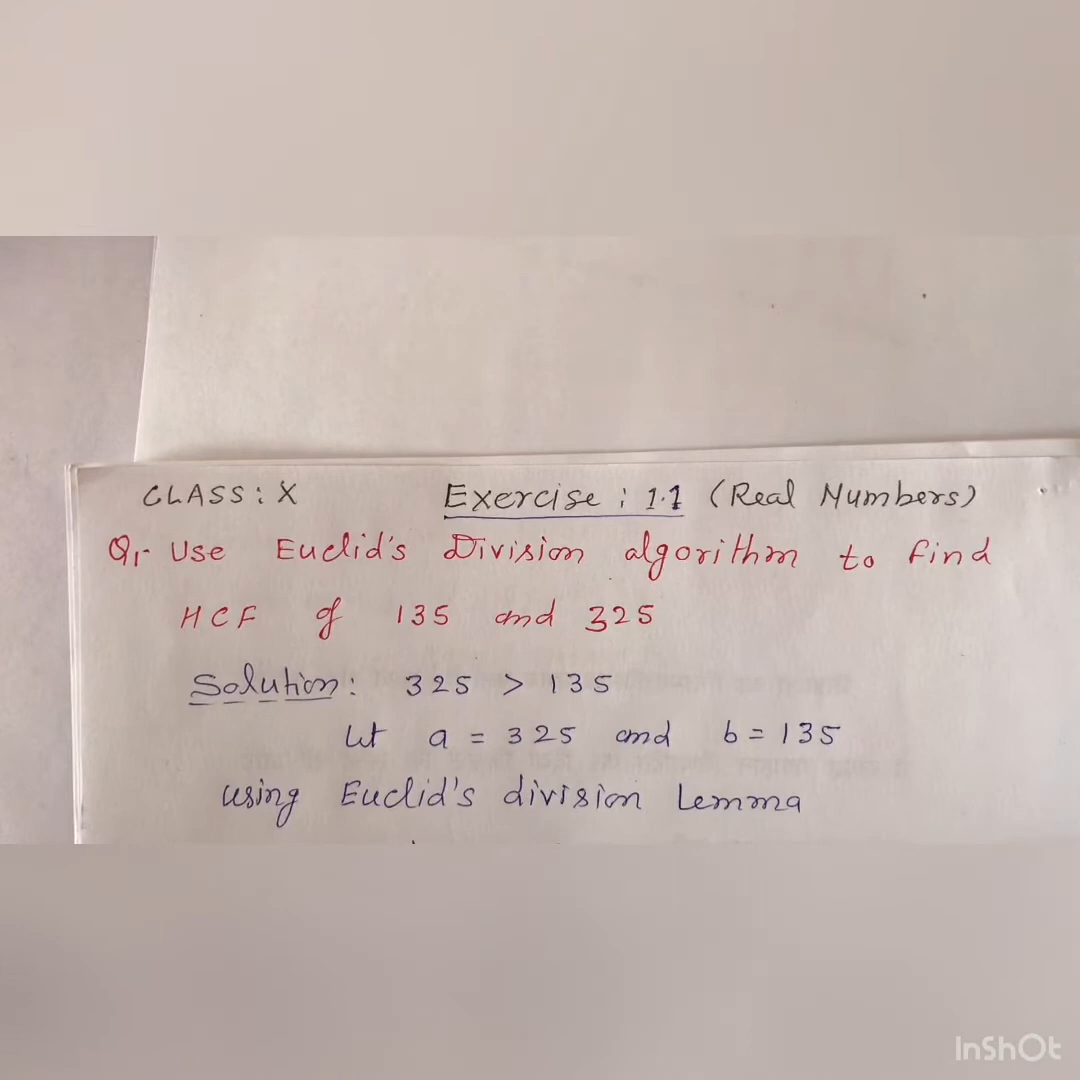 CLASS: X Exercise: 1.1 (Real Numbers)
Q1- Use Euclid's Division algorithm to find
HCF of 135 and 325
Solution: 325 > 135
Let a = 325 and b = 135
using Euclid's division Lemma
InShOt